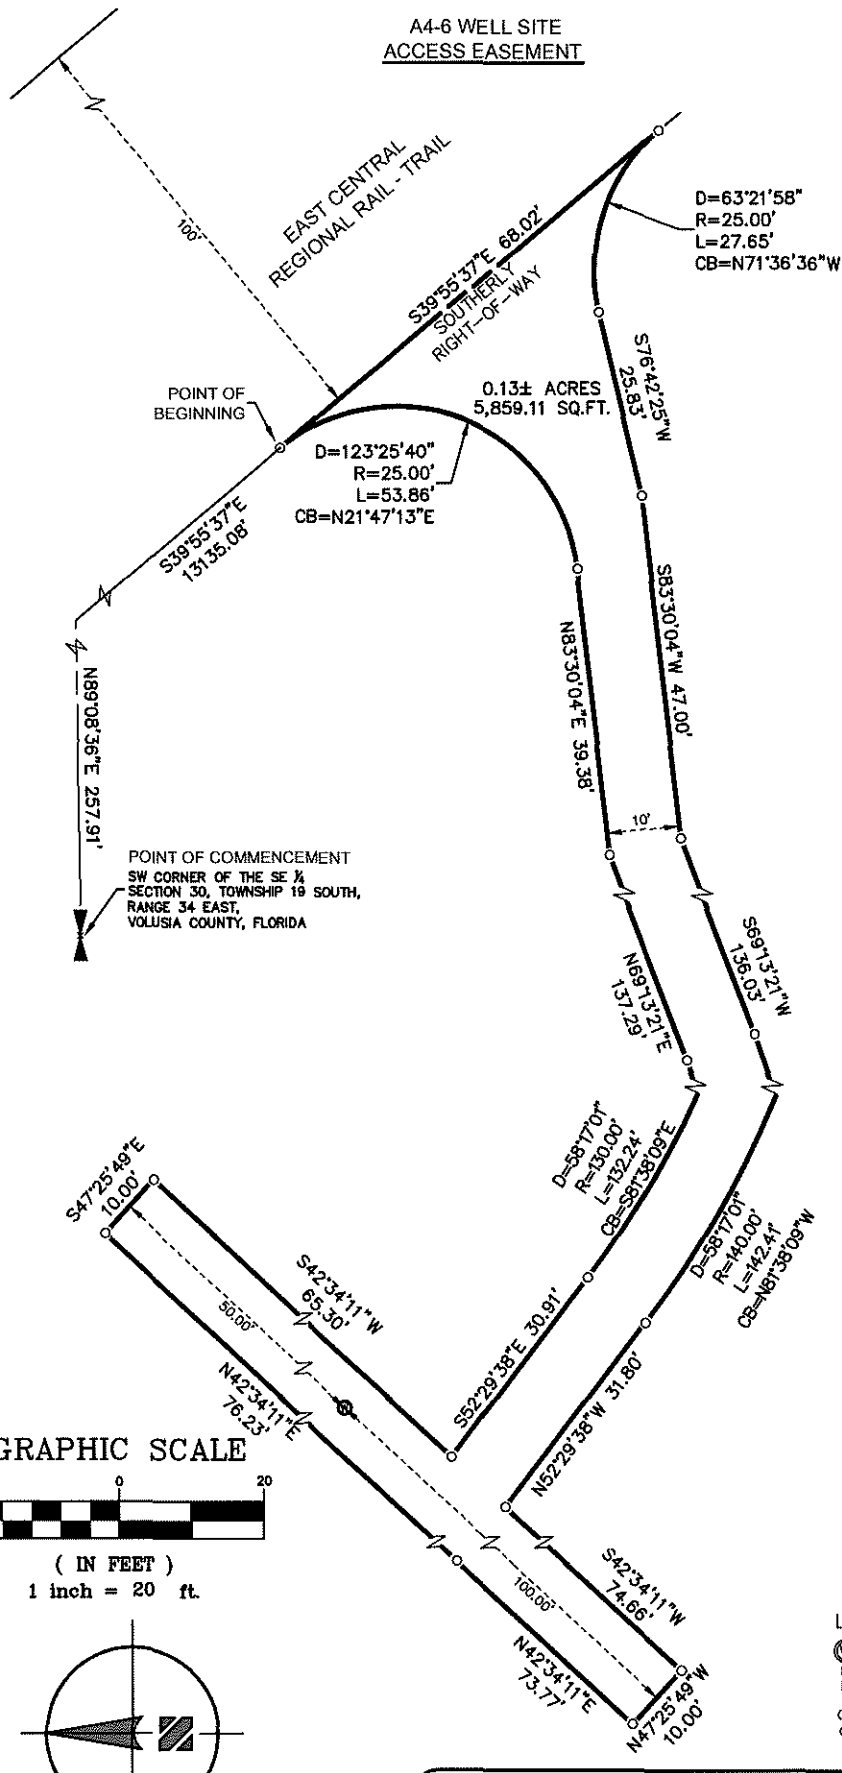 A4-6 WELL SITE
ACCESS EASEMENT
EAST CENTRAL
REGIONAL RAIL - TRAIL
100'
S39°55'37"E 68.02'
SOUTHERLY
RIGHT-OF-WAY
D=63°21'58"
R=25.00'
L=27.65'
CB=N71°36'36"W
POINT OF
BEGINNING
0.13± ACRES
5,859.11 SQ.FT.
S76°42'25"W
25.83'
D=123°25'40"
R=25.00'
L=53.86'
CB=N21°47'13"E
S39°55'37"E
13135.08'
S83°30'04"W 47.00'
N83°30'04"E 39.38'
N89°08'36"E 257.91'
10'
POINT OF COMMENCEMENT
SW CORNER OF THE SE ¼
SECTION 30, TOWNSHIP 19 SOUTH,
RANGE 34 EAST,
VOLUSIA COUNTY, FLORIDA
S69°13'21"W
136.03'
N69°13'21"E
137.29'
D=58°17'01"
R=130.00'
L=132.24'
CB=S81°38'09"E
S47°25'49"E
10.00'
D=58°17'01"
R=140.00'
L=142.41'
CB=N81°38'09"W
S42°34'11"W
65.30'
50.00'
S52°29'38"E 30.91'
N42°34'11"E
76.23'
N52°29'38"W 31.80'
GRAPHIC SCALE
0
20
( IN FEET )
1 inch = 20 ft.
S42°34'11"W
74.66'
100.00'
N42°34'11"E
73.77'
N47°25'49"W
10.00'